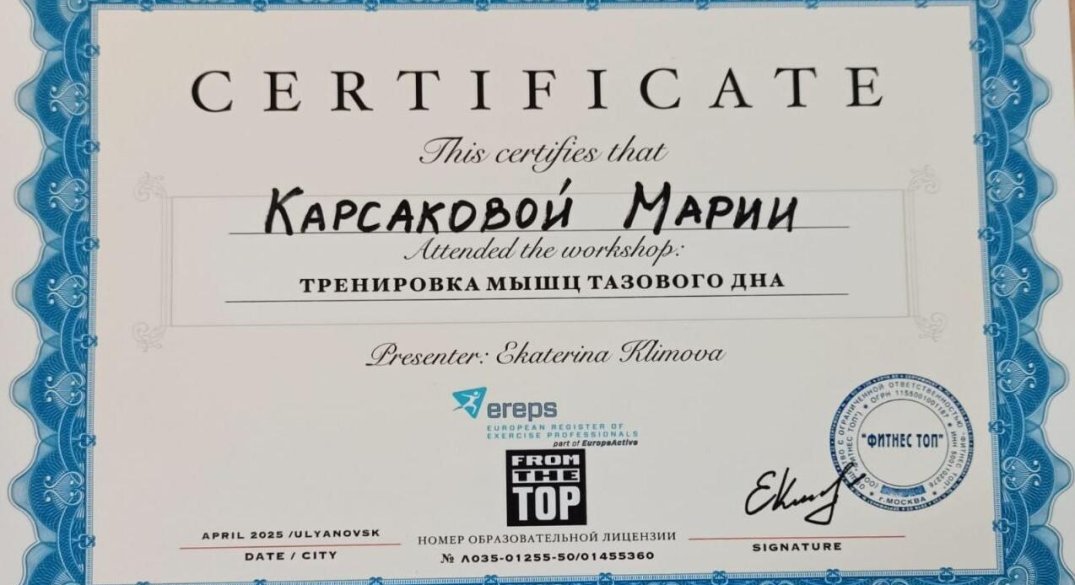 CERTIFICATE
This certifies that
Карсаковой Марии
Attended the workshop:
ТРЕНИРОВКА МЫШЦ ТАЗОВОГО ДНА
Presenter: Ekaterina Klimova
ereps
EUROPEAN REGISTER OF
EXERCISE PROFESSIONALS
part of EuropeActive
FROM
THE
TOP
"ФИТНЕС ТОП"
г.МОСКВА
APRIL 2025 /ULYANOVSK
DATE / CITY
НОМЕР ОБРАЗОВАТЕЛЬНОЙ ЛИЦЕНЗИИ
№ Л035-01255-50/01455360
SIGNATURE